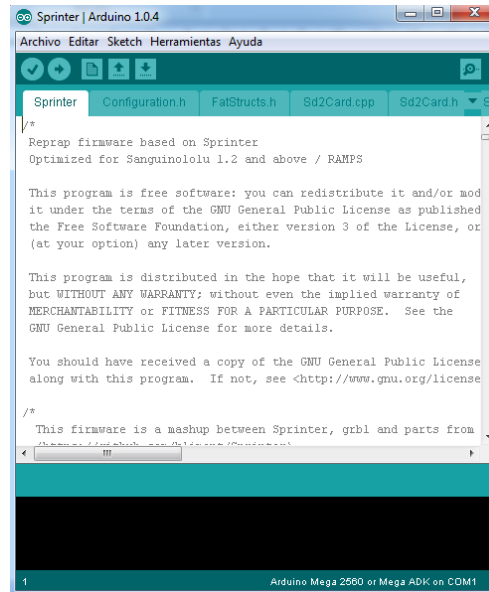 Sprinter | Arduino 1.0.4
Archivo Editar Sketch Herramientas Ayuda
Sprinter Configuration.h FatStructs.h Sd2Card.cpp Sd2Card.h S
/*
Reprap firmware based on Sprinter
Optimized for Sanguinololu 1.2 and above / RAMPS
This program is free software: you can redistribute it and/or mod
it under the terms of the GNU General Public License as published
the Free Software Foundation, either version 3 of the License, or
(at your option) any later version.
This program is distributed in the hope that it will be useful,
but WITHOUT ANY WARRANTY; without even the implied warranty of
MERCHANTABILITY or FITNESS FOR A PARTICULAR PURPOSE. See the
GNU General Public License for more details.
You should have received a copy of the GNU General Public License
along with this program. If not, see <http://www.gnu.org/license
/*
This firmware is a mashup between Sprinter, grbl and parts from
1
Arduino Mega 2560 or Mega ADK on COM1